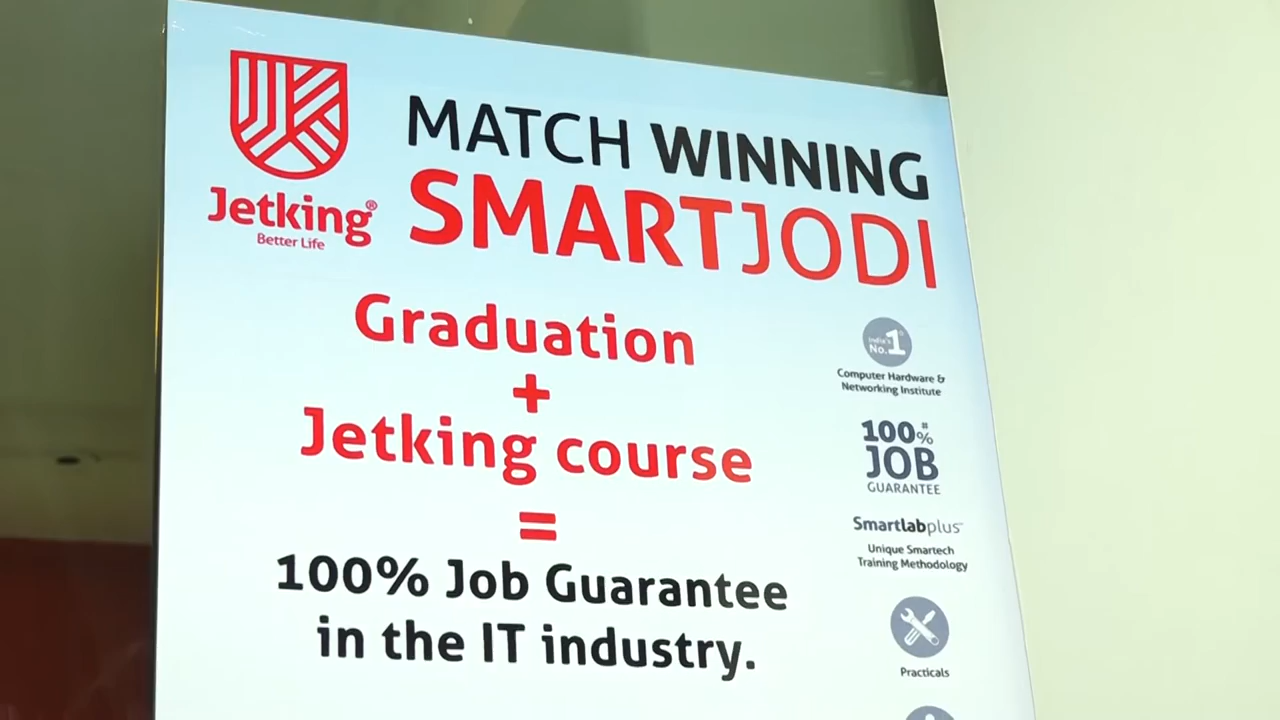 Jetking®
Better Life
MATCH WINNING
SMARTJODI
Graduation
+
Jetking course
=
100% Job Guarantee
in the IT industry.
India's
No.1
Computer Hardware &
Networking Institute
100%#
JOB
GUARANTEE
Smartlabplus
Unique Smartech
Training Methodology
Practicals